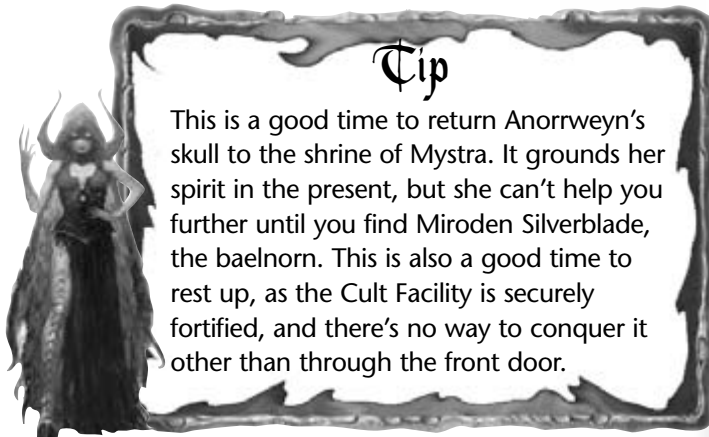 Tip
This is a good time to return Anorrweyn’s
skull to the shrine of Mystra. It grounds her
spirit in the present, but she can’t help you
further until you find Miroden Silverblade,
the baelnorn. This is also a good time to
rest up, as the Cult Facility is securely
fortified, and there’s no way to conquer it
other than through the front door.